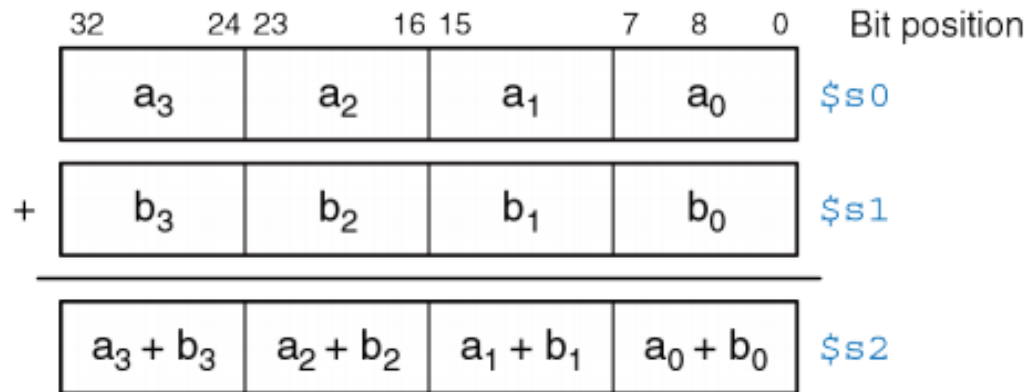 32 24 23 16 15 7 8 0 Bit position
a₃ a₂ a₁ a₀ $s0
+ b₃ b₂ b₁ b₀ $s1
a₃ + b₃ a₂ + b₂ a₁ + b₁ a₀ + b₀ $s2